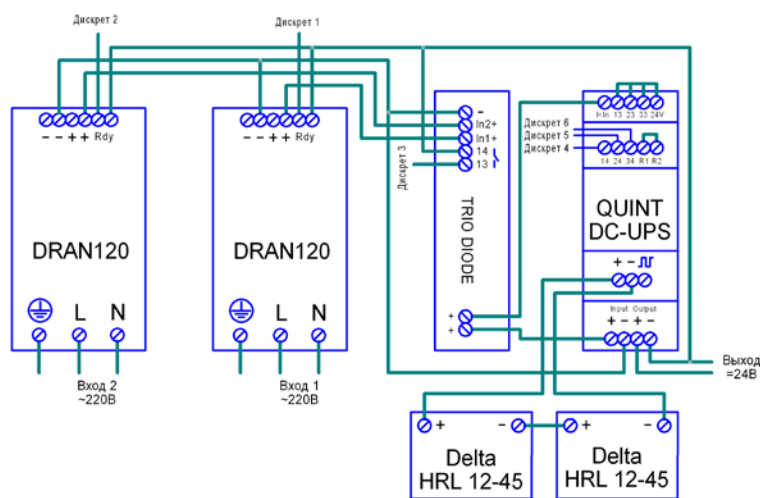 Дискрет 2
Дискрет 1
- - + + Rdy
DRAN120
L N
Вход 2
~220В
- - + + Rdy
DRAN120
L N
Вход 1
~220В
-
In2+
In1+
14
13
Дискрет 3
TRIO DIODE
+
+
13 23 33 24V
Дискрет 6
Дискрет 5
Дискрет 4
14 24 34 R1 R2
QUINT
DC-UPS
+ -
Input Output
+ - + -
Выход
=24В
+ -
Delta
HRL 12-45
+ -
Delta
HRL 12-45